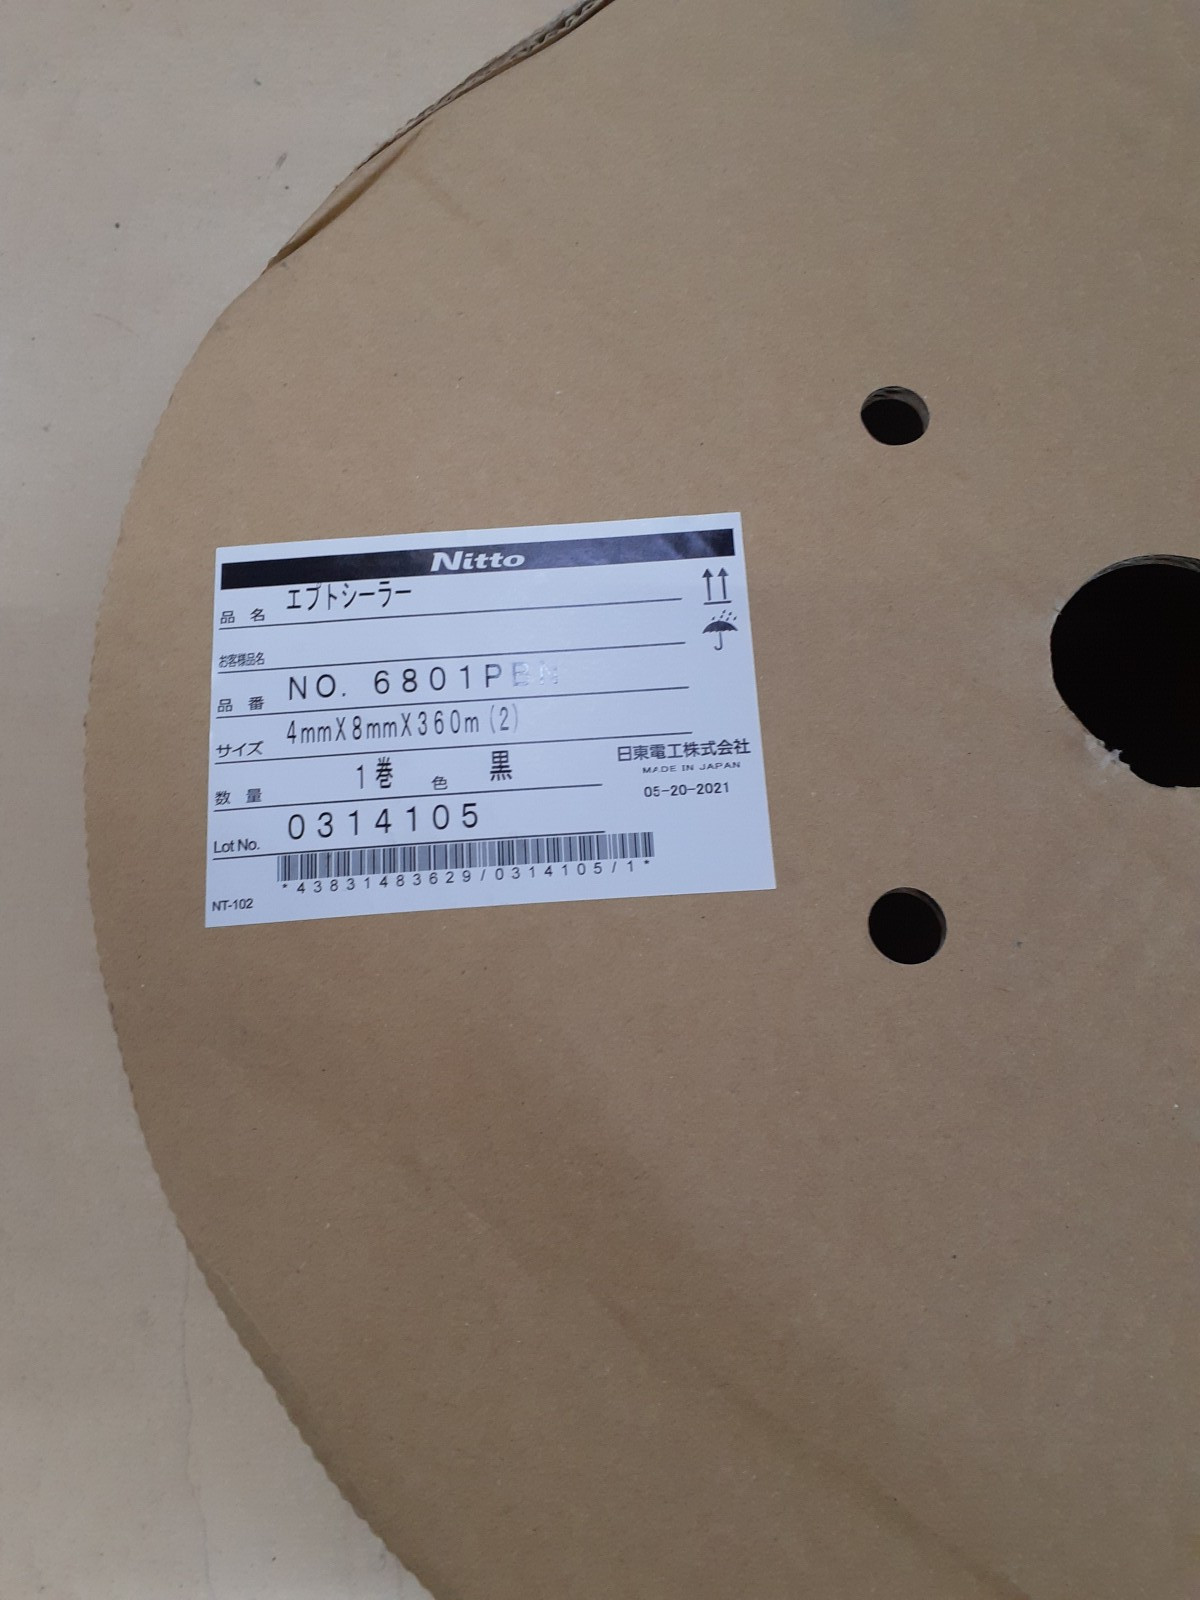 Nitto
品 名 エプトシーラー
お客様品名
品 番 NO. 6801PBN
サイズ 4mmX8mmX360m(2)
数 量 1巻 色 黒
日東電工株式会社
MADE IN JAPAN
05-20-2021
Lot No. 0314105
*43831483629/0314105/1*
NT-102